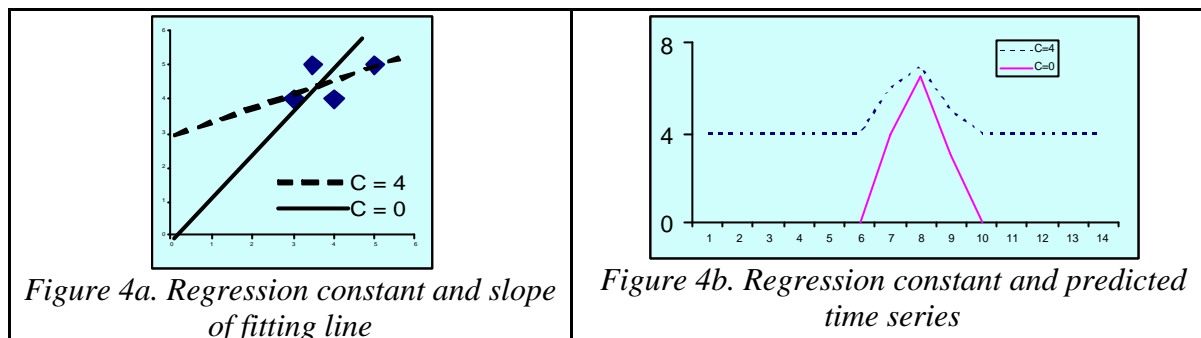 6
5
4
3
2
1
0
0 1 2 3 4 5 6
C = 4
C = 0
Figure 4a. Regression constant and slope
of fitting line
8
4
0
C=4
C=0
1 2 3 4 5 6 7 8 9 10 11 12 13 14
Figure 4b. Regression constant and predicted
time series